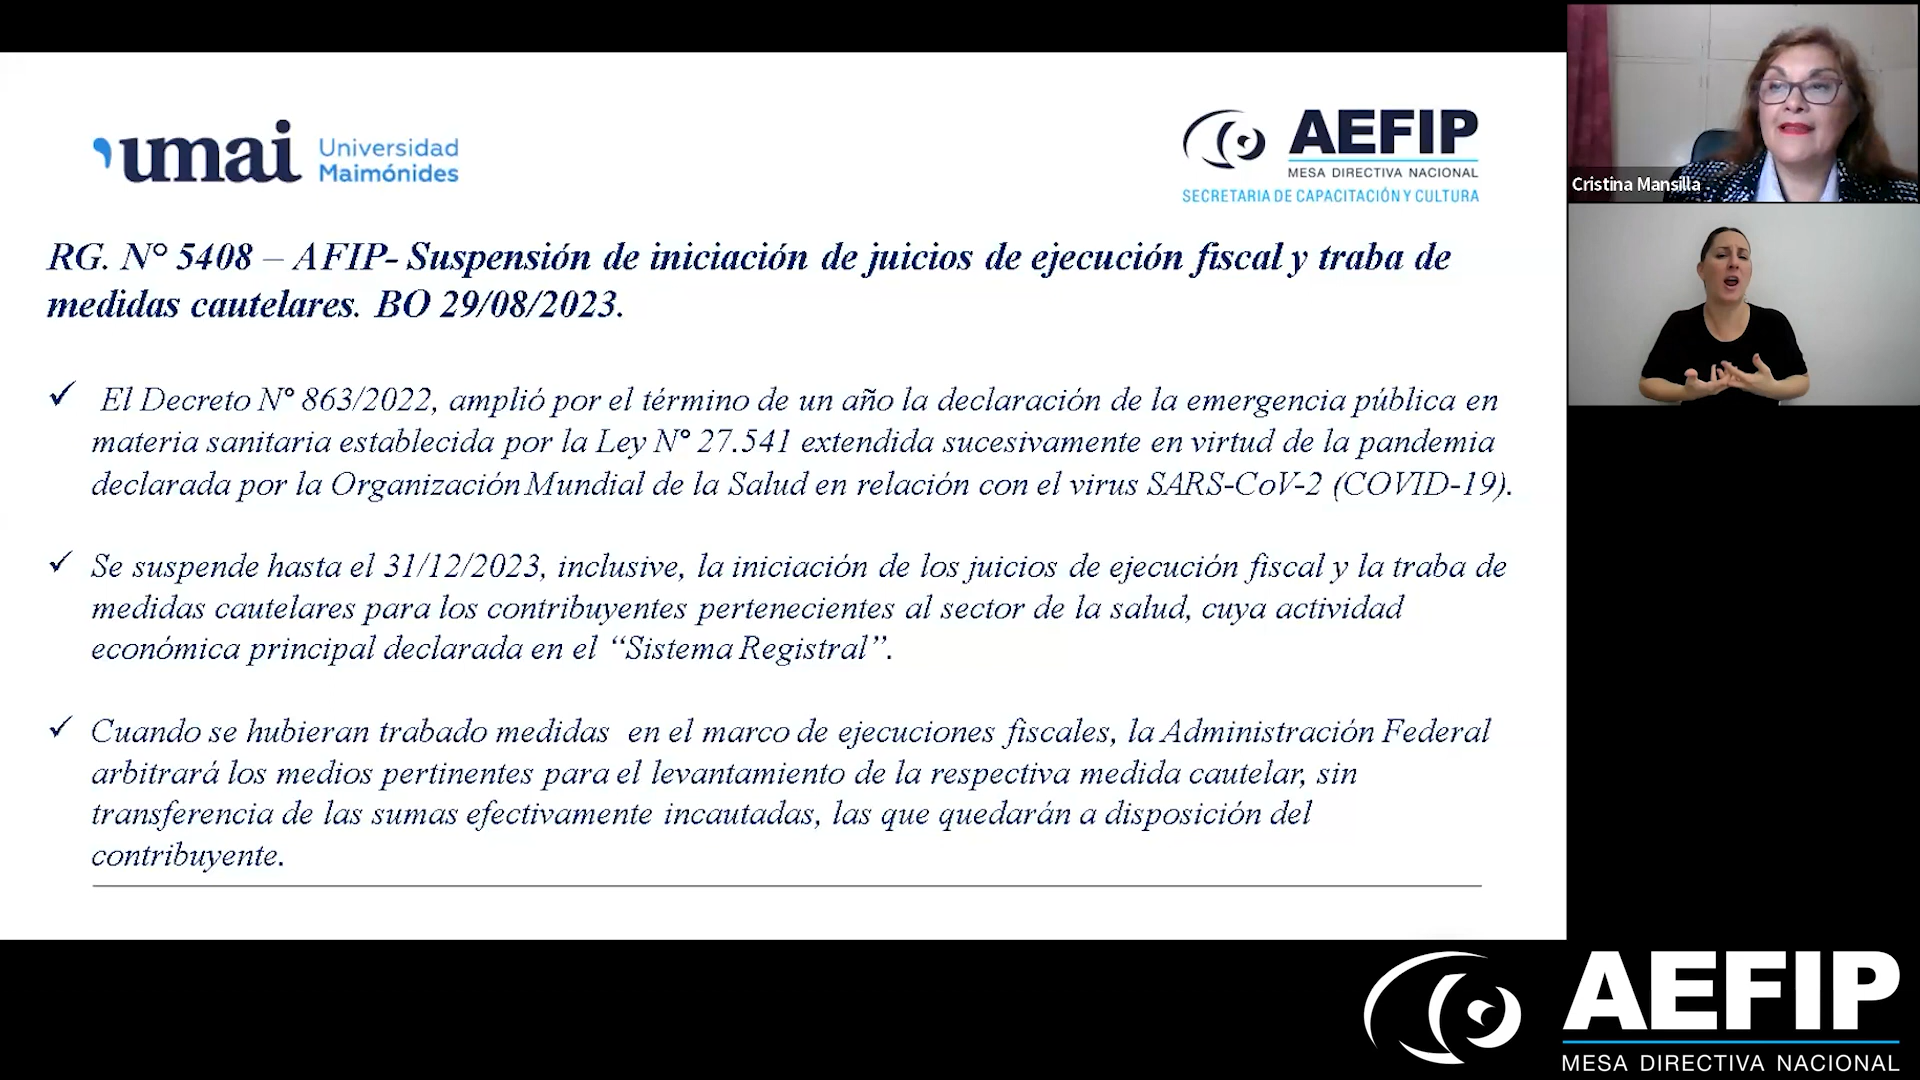 umai Universidad Maimónides
AEFIP
MESA DIRECTIVA NACIONAL
SECRETARIA DE CAPACITACIÓN Y CULTURA
RG. N° 5408 – AFIP- Suspensión de iniciación de juicios de ejecución fiscal y traba de
medidas cautelares. BO 29/08/2023.
✓ El Decreto N° 863/2022, amplió por el término de un año la declaración de la emergencia pública en
materia sanitaria establecida por la Ley N° 27.541 extendida sucesivamente en virtud de la pandemia
declarada por la Organización Mundial de la Salud en relación con el virus SARS-CoV-2 (COVID-19).
✓ Se suspende hasta el 31/12/2023, inclusive, la iniciación de los juicios de ejecución fiscal y la traba de
medidas cautelares para los contribuyentes pertenecientes al sector de la salud, cuya actividad
económica principal declarada en el “Sistema Registral”.
✓ Cuando se hubieran trabado medidas en el marco de ejecuciones fiscales, la Administración Federal
arbitrará los medios pertinentes para el levantamiento de la respectiva medida cautelar, sin
transferencia de las sumas efectivamente incautadas, las que quedarán a disposición del
contribuyente.
Cristina Mansilla
AEFIP
MESA DIRECTIVA NACIONAL